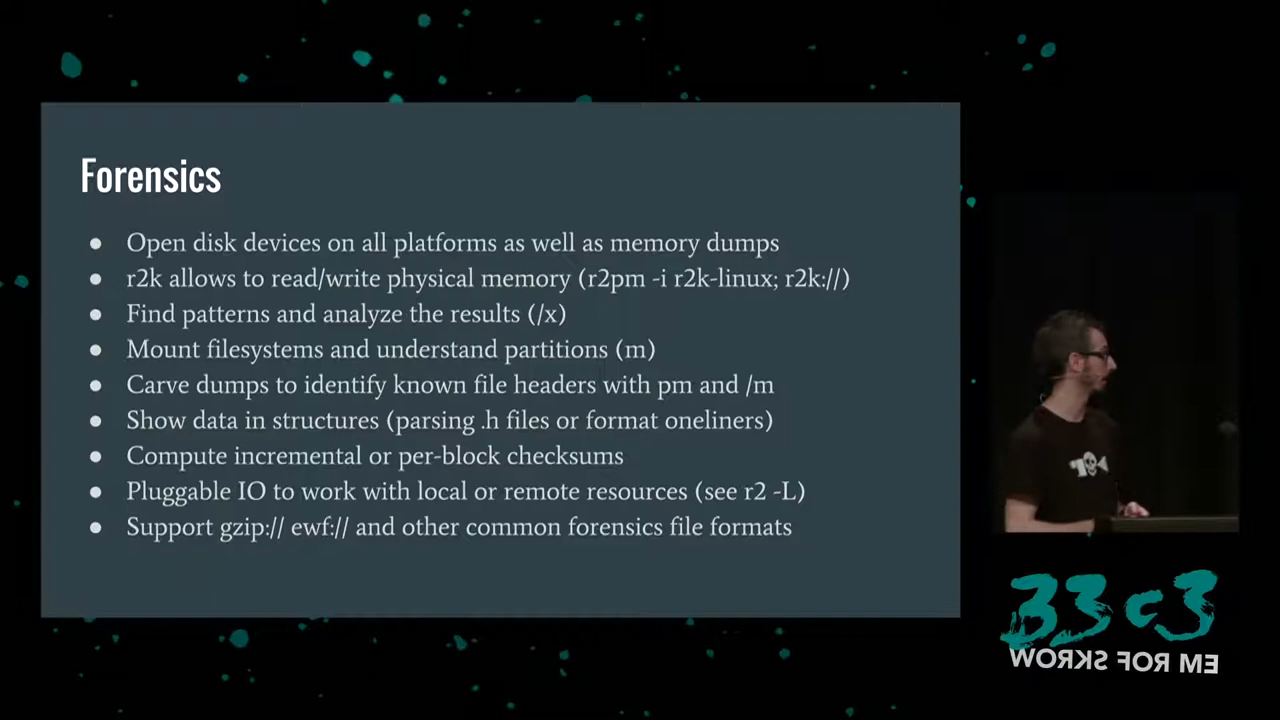 Forensics
● Open disk devices on all platforms as well as memory dumps
● r2k allows to read/write physical memory (r2pm -i r2k-linux; r2k://)
● Find patterns and analyze the results (/x)
● Mount filesystems and understand partitions (m)
● Carve dumps to identify known file headers with pm and /m
● Show data in structures (parsing .h files or format oneliners)
● Compute incremental or per-block checksums
● Pluggable IO to work with local or remote resources (see r2 -L)
● Support gzip:// ewf:// and other common forensics file formats
33c3
WORKS FOR ME